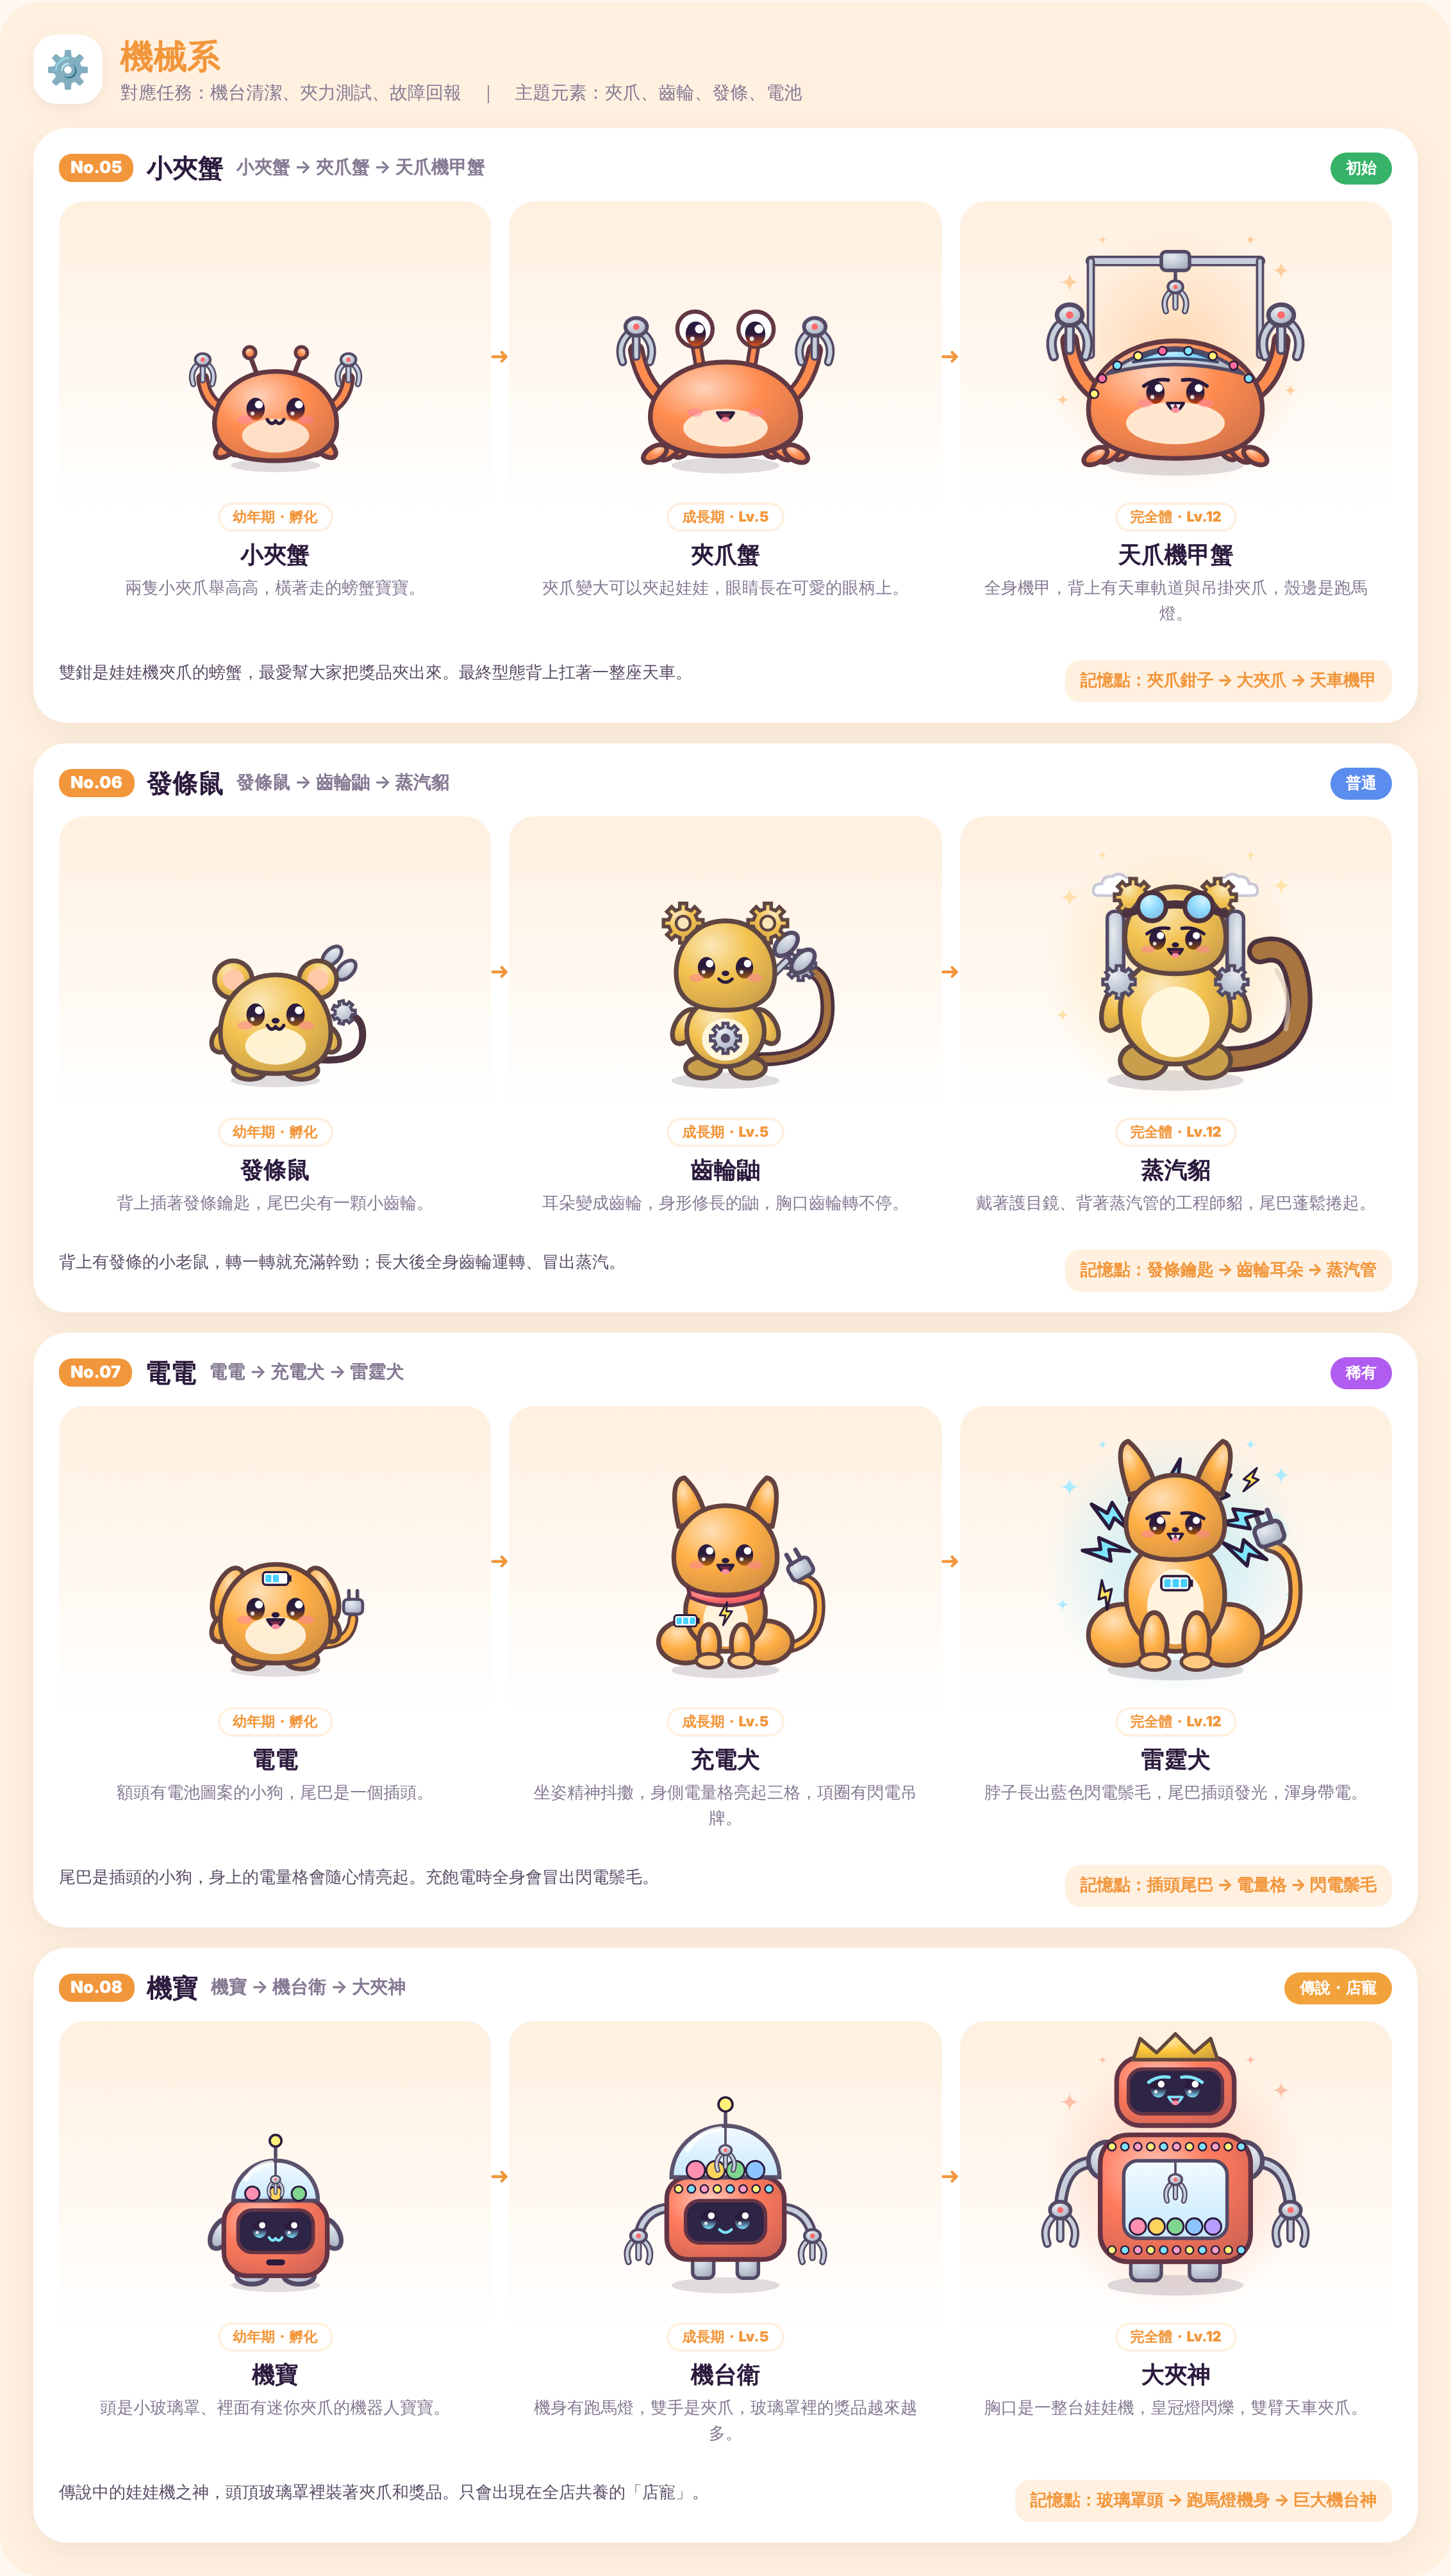 機械系
對應任務：機台清潔、夾力測試、故障回報　｜　主題元素：夾爪、齒輪、發條、電池
No.05 小夾蟹 小夾蟹 → 夾爪蟹 → 天爪機甲蟹 初始
→ →
幼年期・孵化 成長期・Lv.5 完全體・Lv.12
小夾蟹 夾爪蟹 天爪機甲蟹
兩隻小夾爪舉高高，橫著走的螃蟹寶寶。
夾爪變大可以夾起娃娃，眼睛長在可愛的眼柄上。
全身機甲，背上有天車軌道與吊掛夾爪，殼邊是跑馬
燈。
雙鉗是娃娃機夾爪的螃蟹，最愛幫大家把獎品夾出來。最終型態背上扛著一整座天車。
記憶點：夾爪鉗子 → 大夾爪 → 天車機甲
No.06 發條鼠 發條鼠 → 齒輪鼬 → 蒸汽貂 普通
→ →
幼年期・孵化 成長期・Lv.5 完全體・Lv.12
發條鼠 齒輪鼬 蒸汽貂
背上插著發條鑰匙，尾巴尖有一顆小齒輪。
耳朵變成齒輪，身形修長的鼬，胸口齒輪轉不停。
戴著護目鏡、背著蒸汽管的工程師貂，尾巴蓬鬆捲起。
背上有發條的小老鼠，轉一轉就充滿幹勁；長大後全身齒輪運轉、冒出蒸汽。
記憶點：發條鑰匙 → 齒輪耳朵 → 蒸汽管
No.07 電電 電電 → 充電犬 → 雷霆犬 稀有
→ →
幼年期・孵化 成長期・Lv.5 完全體・Lv.12
電電 充電犬 雷霆犬
額頭有電池圖案的小狗，尾巴是一個插頭。
坐姿精神抖擻，身側電量格亮起三格，項圈有閃電吊
牌。
脖子長出藍色閃電鬃毛，尾巴插頭發光，渾身帶電。
尾巴是插頭的小狗，身上的電量格會隨心情亮起。充飽電時全身會冒出閃電鬃毛。
記憶點：插頭尾巴 → 電量格 → 閃電鬃毛
No.08 機寶 機寶 → 機台衛 → 大夾神 傳說・店寵
→ →
幼年期・孵化 成長期・Lv.5 完全體・Lv.12
機寶 機台衛 大夾神
頭是小玻璃罩、裡面有迷你夾爪的機器人寶寶。
機身有跑馬燈，雙手是夾爪，玻璃罩裡的獎品越來越
多。
胸口是一整台娃娃機，皇冠燈閃爍，雙臂天車夾爪。
傳說中的娃娃機之神，頭頂玻璃罩裡裝著夾爪和獎品。只會出現在全店共養的「店寵」。
記憶點：玻璃罩頭 → 跑馬燈機身 → 巨大機台神